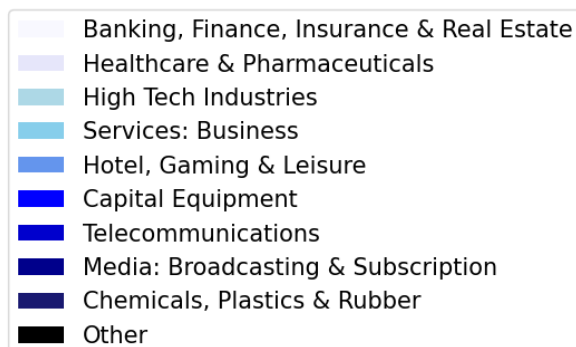 Banking, Finance, Insurance & Real Estate
Healthcare & Pharmaceuticals
High Tech Industries
Services: Business
Hotel, Gaming & Leisure
Capital Equipment
Telecommunications
Media: Broadcasting & Subscription
Chemicals, Plastics & Rubber
Other